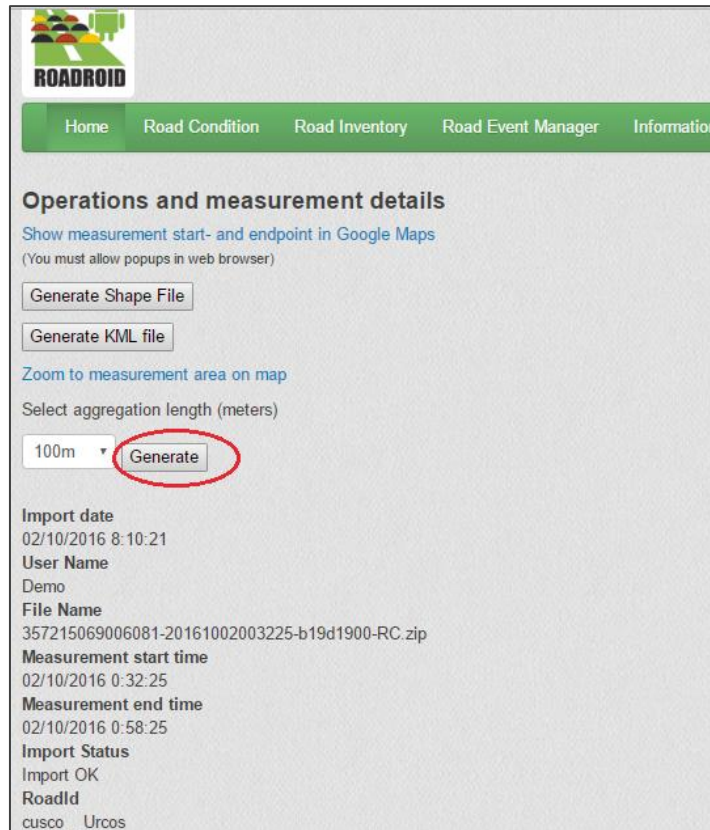 ROADROID
Home Road Condition Road Inventory Road Event Manager Information
Operations and measurement details
Show measurement start- and endpoint in Google Maps
(You must allow popups in web browser)
Generate Shape File
Generate KML file
Zoom to measurement area on map
Select aggregation length (meters)
100m Generate
Import date
02/10/2016 8:10:21
User Name
Demo
File Name
357215069006081-20161002003225-b19d1900-RC.zip
Measurement start time
02/10/2016 0:32:25
Measurement end time
02/10/2016 0:58:25
Import Status
Import OK
RoadId
cusco Urcos